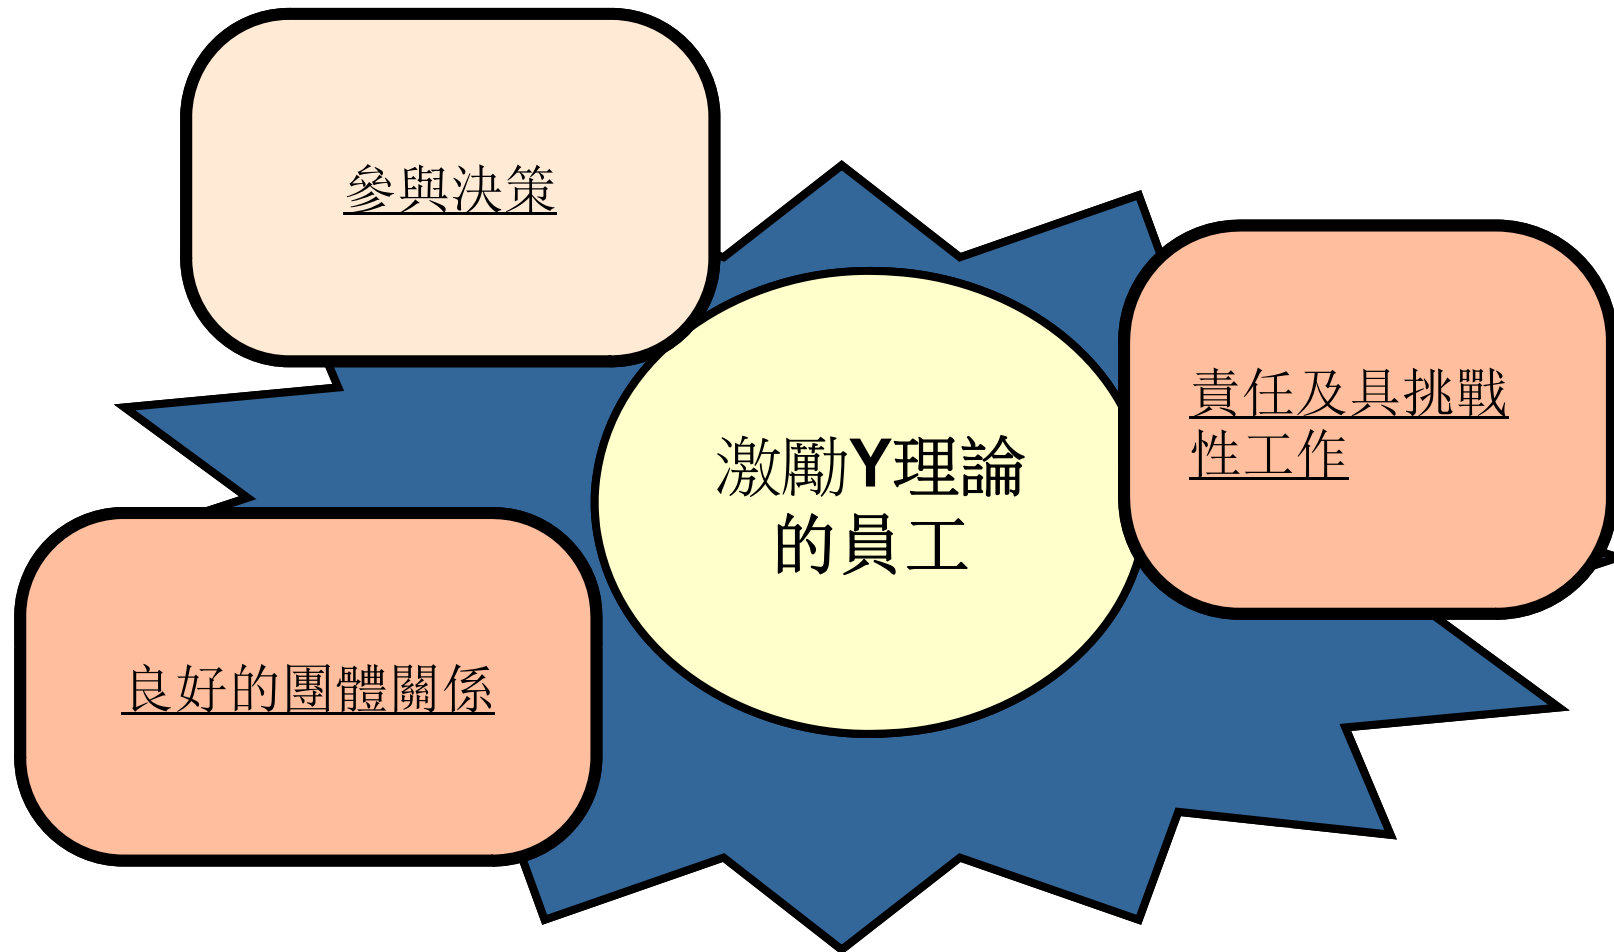 參與決策
責任及具挑戰
性工作
激勵Y理論
的員工
良好的團體關係